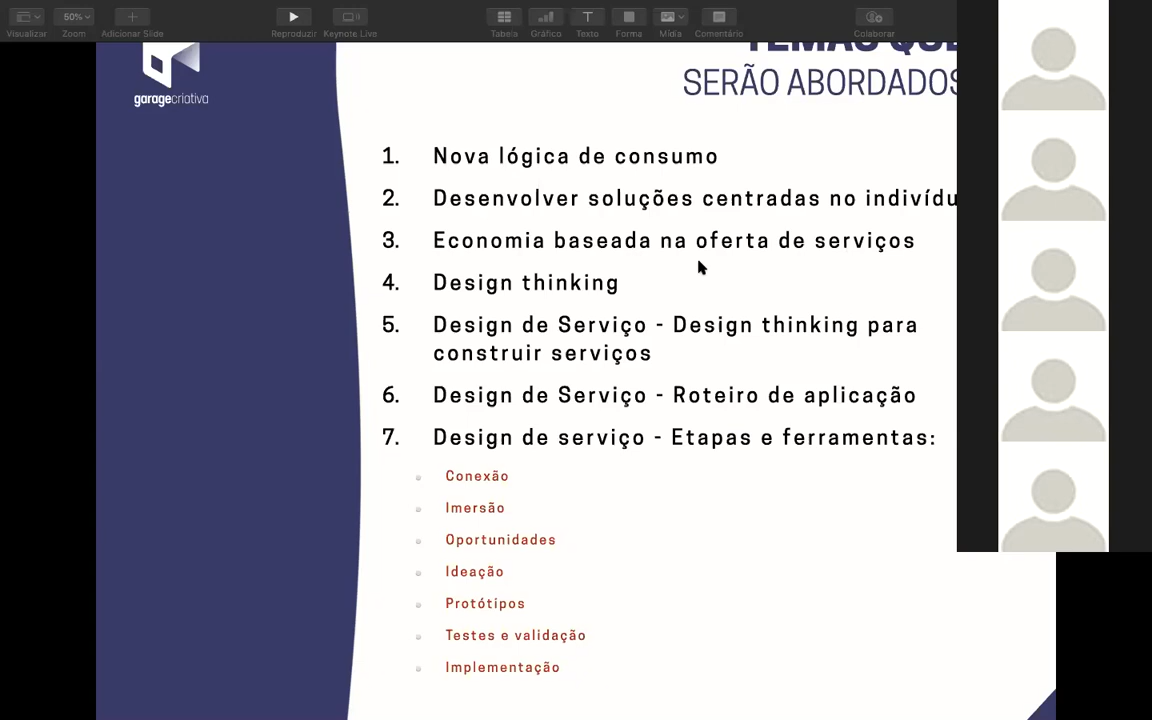 Visualizar
50%
Zoom
Adicionar Slide
Reproduzir
Keynote Live
Tabela
Gráfico
Texto
Forma
Mídia
Comentário
Colaborar
garagecriativa
TEMAS QUE
SERÃO ABORDADOS
1. Nova lógica de consumo
2. Desenvolver soluções centradas no indivídu
3. Economia baseada na oferta de serviços
4. Design thinking
5. Design de Serviço - Design thinking para
construir serviços
6. Design de Serviço - Roteiro de aplicação
7. Design de serviço - Etapas e ferramentas:
Conexão
Imersão
Oportunidades
Ideação
Protótipos
Testes e validação
Implementação